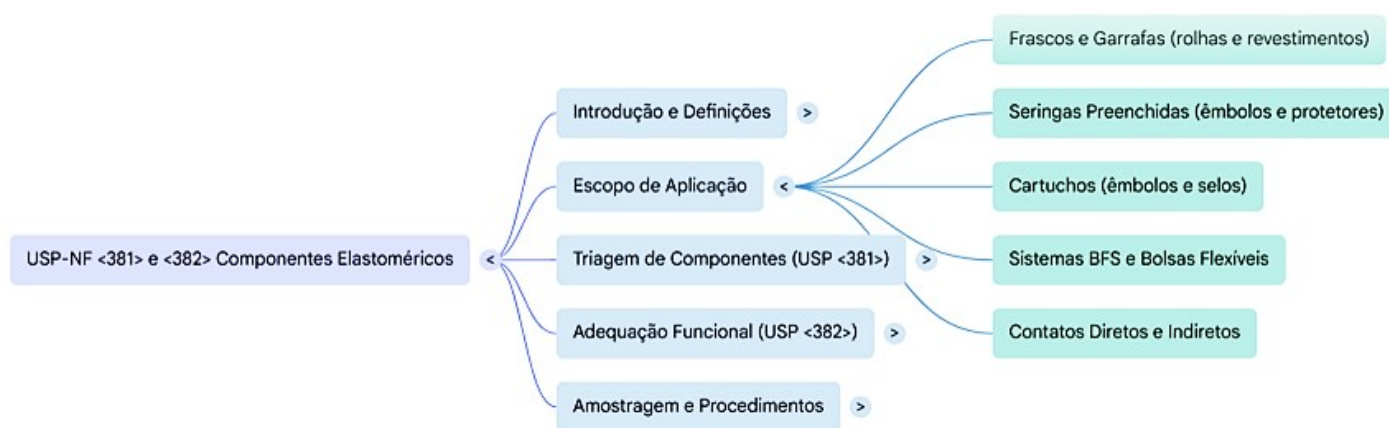 USP-NF <381> e <382> Componentes Elastoméricos
<
Introdução e Definições
>
Escopo de Aplicação
<
Triagem de Componentes (USP <381>)
>
Adequação Funcional (USP <382>)
>
Amostragem e Procedimentos
>
Frascos e Garrafas (rolhas e revestimentos)
Seringas Preenchidas (êmbolos e protetores)
Cartuchos (êmbolos e selos)
Sistemas BFS e Bolsas Flexíveis
Contatos Diretos e Indiretos